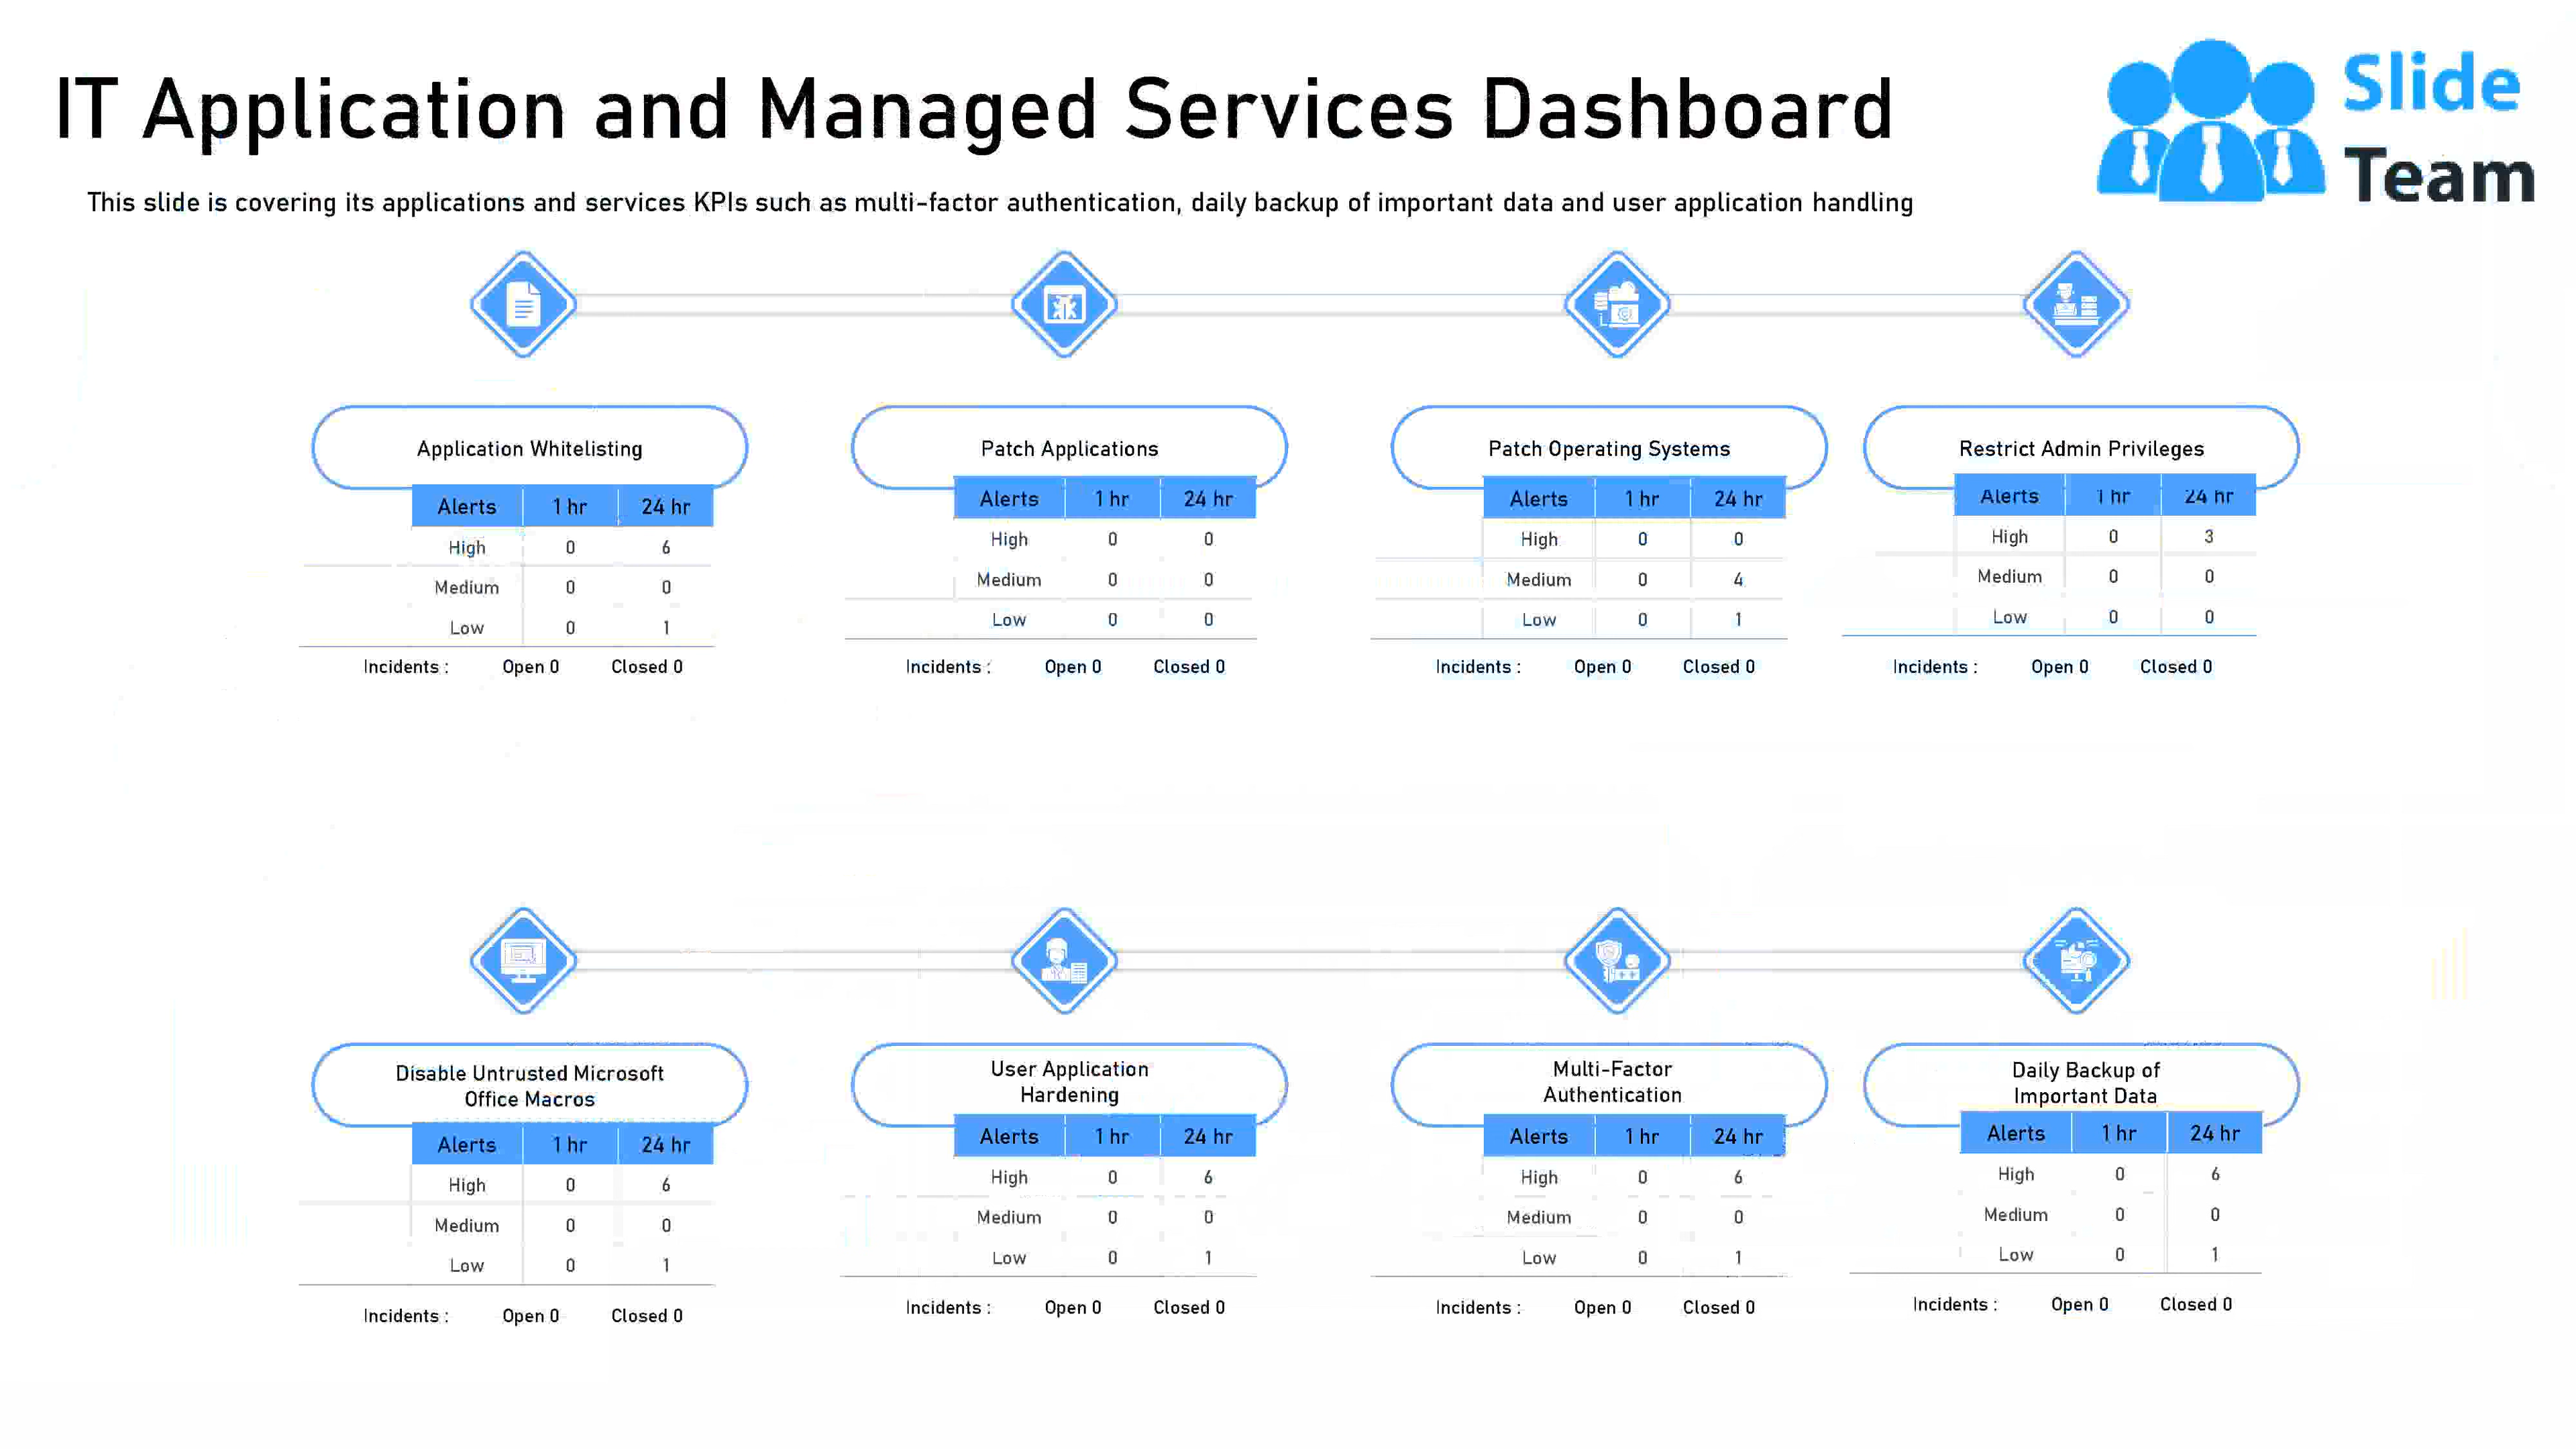 IT Application and Managed Services Dashboard
Slide
Team
This slide is covering its applications and services KPIs such as multi-factor authentication, daily backup of important data and user application handling
Application Whitelisting
Alerts 1 hr 24 hr
High 0 6
Medium 0 0
Low 0 1
Incidents : Open 0 Closed 0
Patch Applications
Alerts 1 hr 24 hr
High 0 0
Medium 0 0
Low 0 0
Incidents : Open 0 Closed 0
Patch Operating Systems
Alerts 1 hr 24 hr
High 0 0
Medium 0 4
Low 0 1
Incidents : Open 0 Closed 0
Restrict Admin Privileges
Alerts 1 hr 24 hr
High 0 3
Medium 0 0
Low 0 0
Incidents : Open 0 Closed 0
Disable Untrusted Microsoft
Office Macros
Alerts 1 hr 24 hr
High 0 6
Medium 0 0
Low 0 1
Incidents : Open 0 Closed 0
User Application
Hardening
Alerts 1 hr 24 hr
High 0 6
Medium 0 0
Low 0 1
Incidents : Open 0 Closed 0
Multi-Factor
Authentication
Alerts 1 hr 24 hr
High 0 6
Medium 0 0
Low 0 1
Incidents : Open 0 Closed 0
Daily Backup of
Important Data
Alerts 1 hr 24 hr
High 0 6
Medium 0 0
Low 0 1
Incidents : Open 0 Closed 0